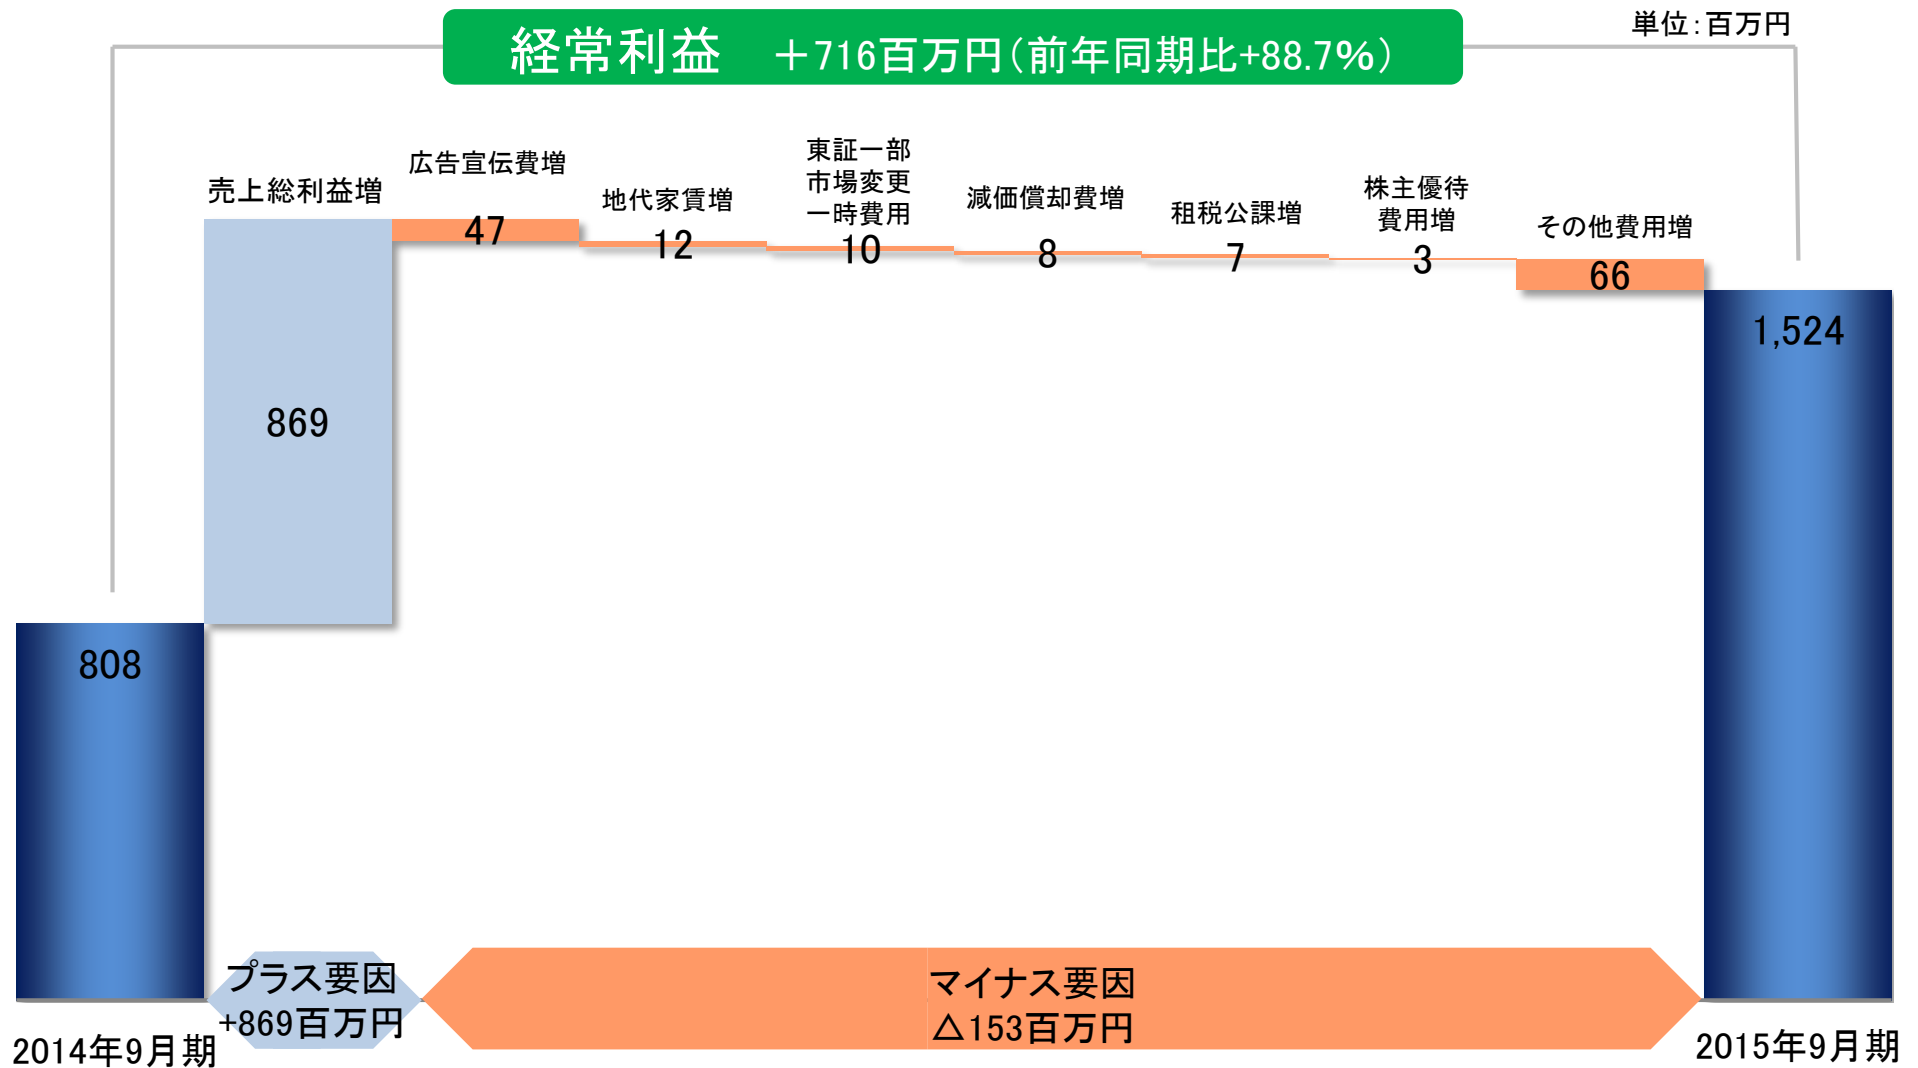 単位:百万円
経常利益 ＋716百万円(前年同期比+88.7%)
売上総利益増
869
広告宣伝費増
47
地代家賃増
12
東証一部
市場変更
一時費用
10
減価償却費増
8
租税公課増
7
株主優待
費用増
3
その他費用増
66
808
1,524
プラス要因
+869百万円
マイナス要因
△153百万円
2014年9月期
2015年9月期